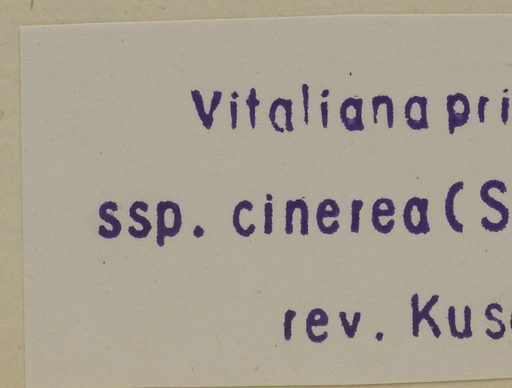 Vitaliana pri
ssp. cinerea (S
rev. Kus